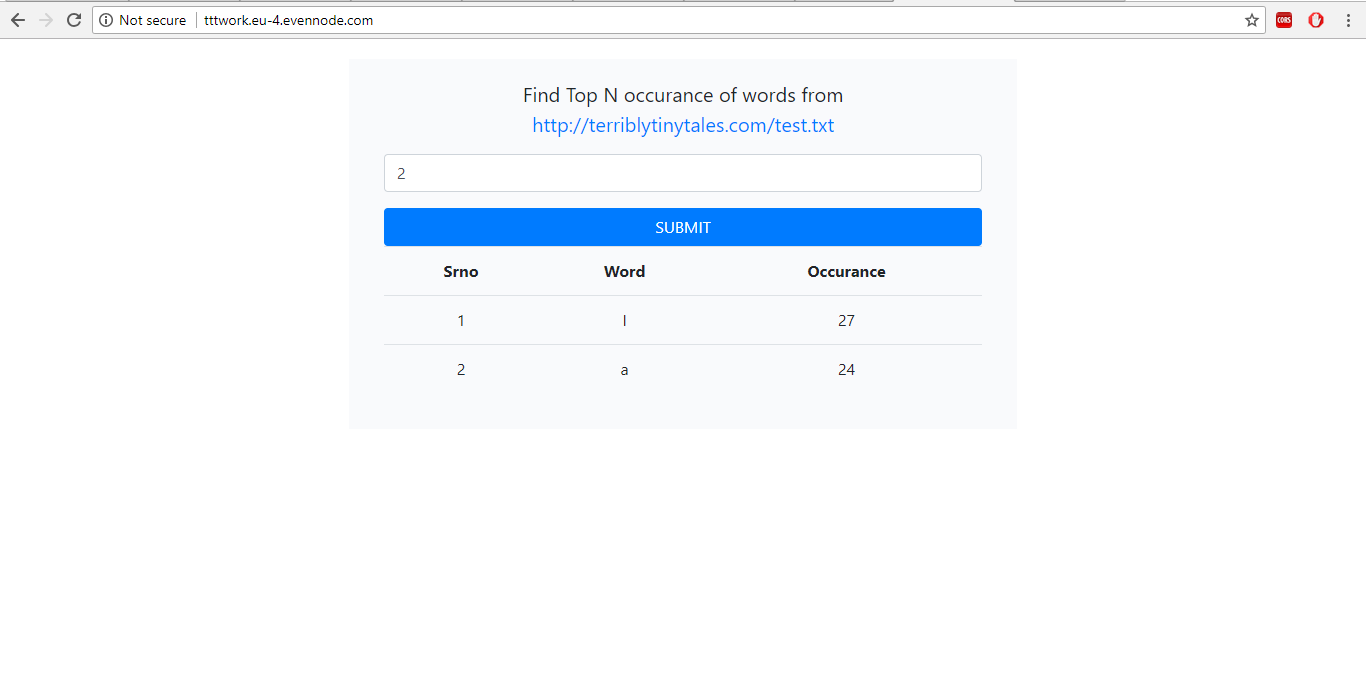 Not secure tttwork.eu-4.evennode.com CORS
Find Top N occurance of words from
http://terriblytinytales.com/test.txt
2
SUBMIT
Srno Word Occurance
1 I 27
2 a 24